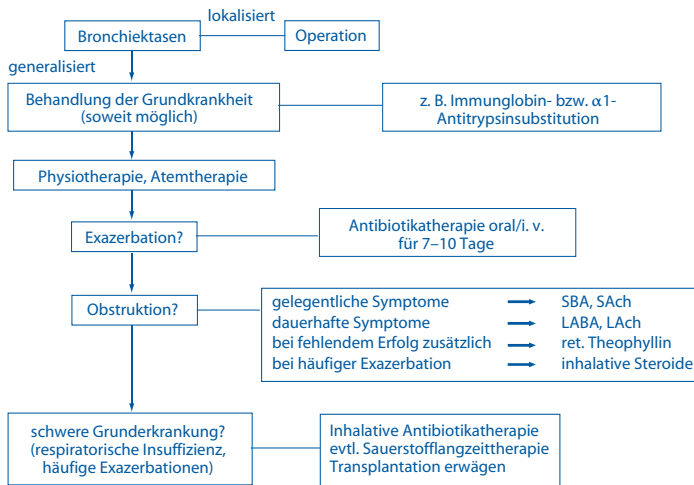 lokalisiert
Bronchiektasen
Operation
generalisiert
Behandlung der Grundkrankheit
(soweit möglich)
z. B. Immunglobin- bzw. α1-
Antitrypsinsubstitution
Physiotherapie, Atemtherapie
Exazerbation?
Antibiotikatherapie oral/i. v.
für 7–10 Tage
Obstruktion?
gelegentliche Symptome → SBA, SAch
dauerhafte Symptome → LABA, LAch
bei fehlendem Erfolg zusätzlich → ret. Theophyllin
bei häufiger Exazerbation → inhalative Steroide
schwere Grunderkrankung?
(respiratorische Insuffizienz,
häufige Exazerbationen)
Inhalative Antibiotikatherapie
evtl. Sauerstofflangzeittherapie
Transplantation erwägen